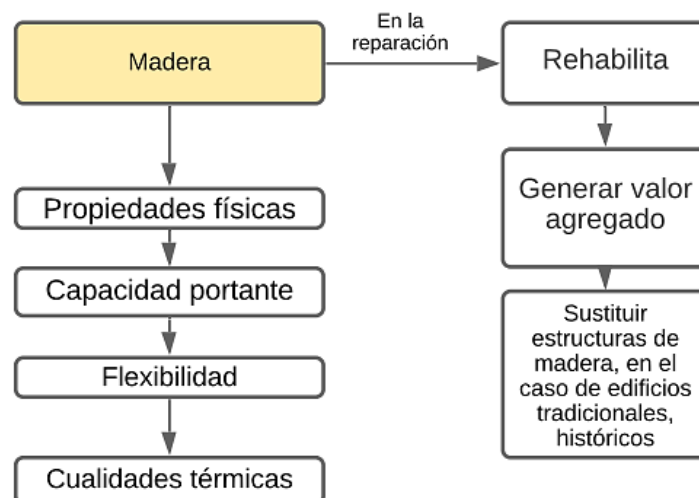 Madera
En la
reparación
Rehabilita
Propiedades físicas
Capacidad portante
Flexibilidad
Cualidades térmicas
Generar valor
agregado
Sustituir
estructuras de
madera, en el
caso de edificios
tradicionales,
históricos